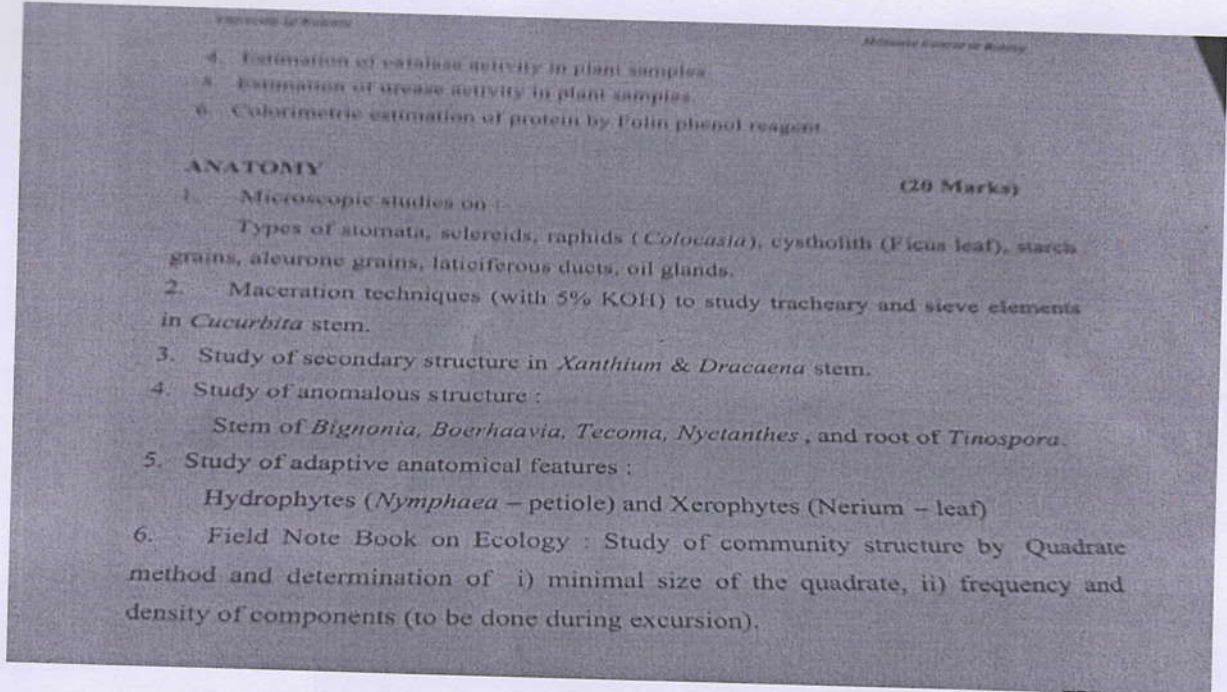 University of Kolkata
4. Estimation of catalase activity in plant samples
5. Estimation of urease activity in plant samples.
6. Colorimetric estimation of protein by Folin phenol reagent.
ANATOMY
(20 Marks)
1. Microscopic studies on :-
Types of stomata, sclereids, raphids (Colocasia), cystholith (Ficus leaf), starch
grains, aleurone grains, laticiferous ducts, oil glands.
2. Maceration techniques (with 5% KOH) to study tracheary and sieve elements
in Cucurbita stem.
3. Study of secondary structure in Xanthium & Dracaena stem.
4. Study of anomalous structure :
Stem of Bignonia, Boerhaavia, Tecoma, Nyctanthes , and root of Tinospora.
5. Study of adaptive anatomical features :
Hydrophytes (Nymphaea – petiole) and Xerophytes (Nerium – leaf)
6. Field Note Book on Ecology : Study of community structure by Quadrate
method and determination of i) minimal size of the quadrate, ii) frequency and
density of components (to be done during excursion).